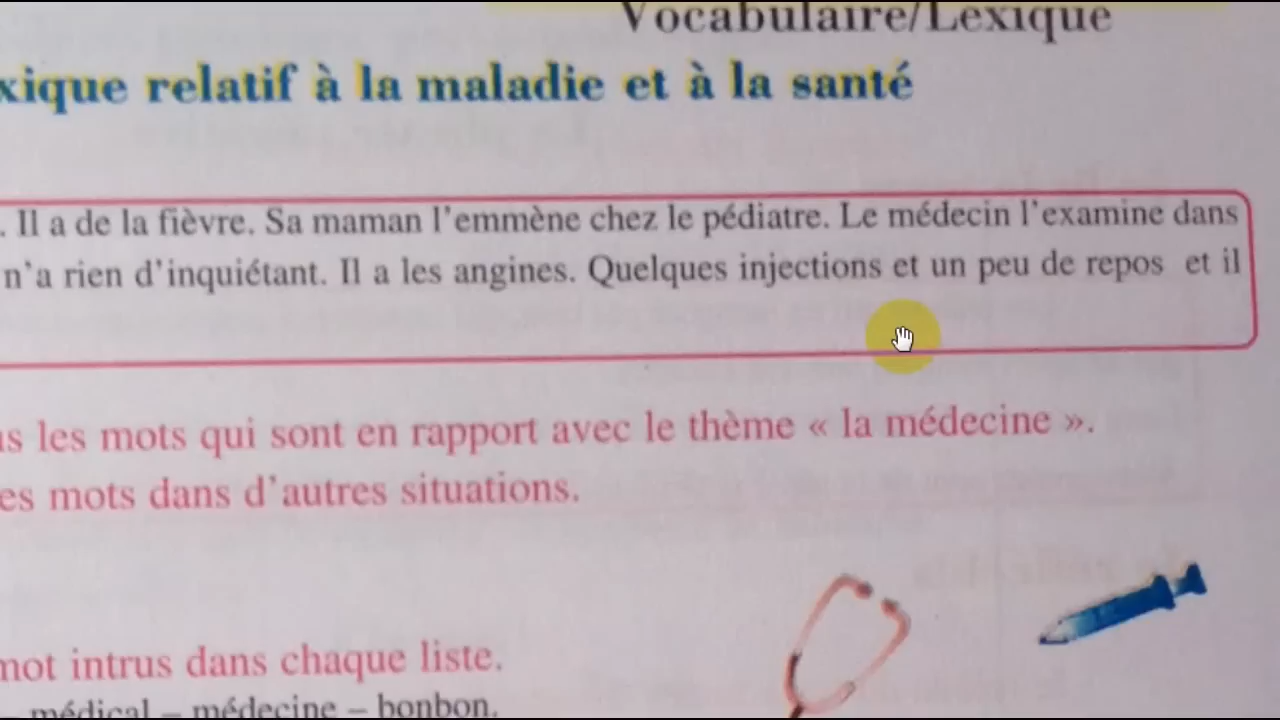 Vocabulaire/Lexique
xique relatif à la maladie et à la santé
. Il a de la fièvre. Sa maman l'emmène chez le pédiatre. Le médecin l'examine dans
n'a rien d'inquiétant. Il a les angines. Quelques injections et un peu de repos et il
les mots qui sont en rapport avec le thème « la médecine ».
es mots dans d'autres situations.
mot intrus dans chaque liste.
– médical – médecine – bonbon.